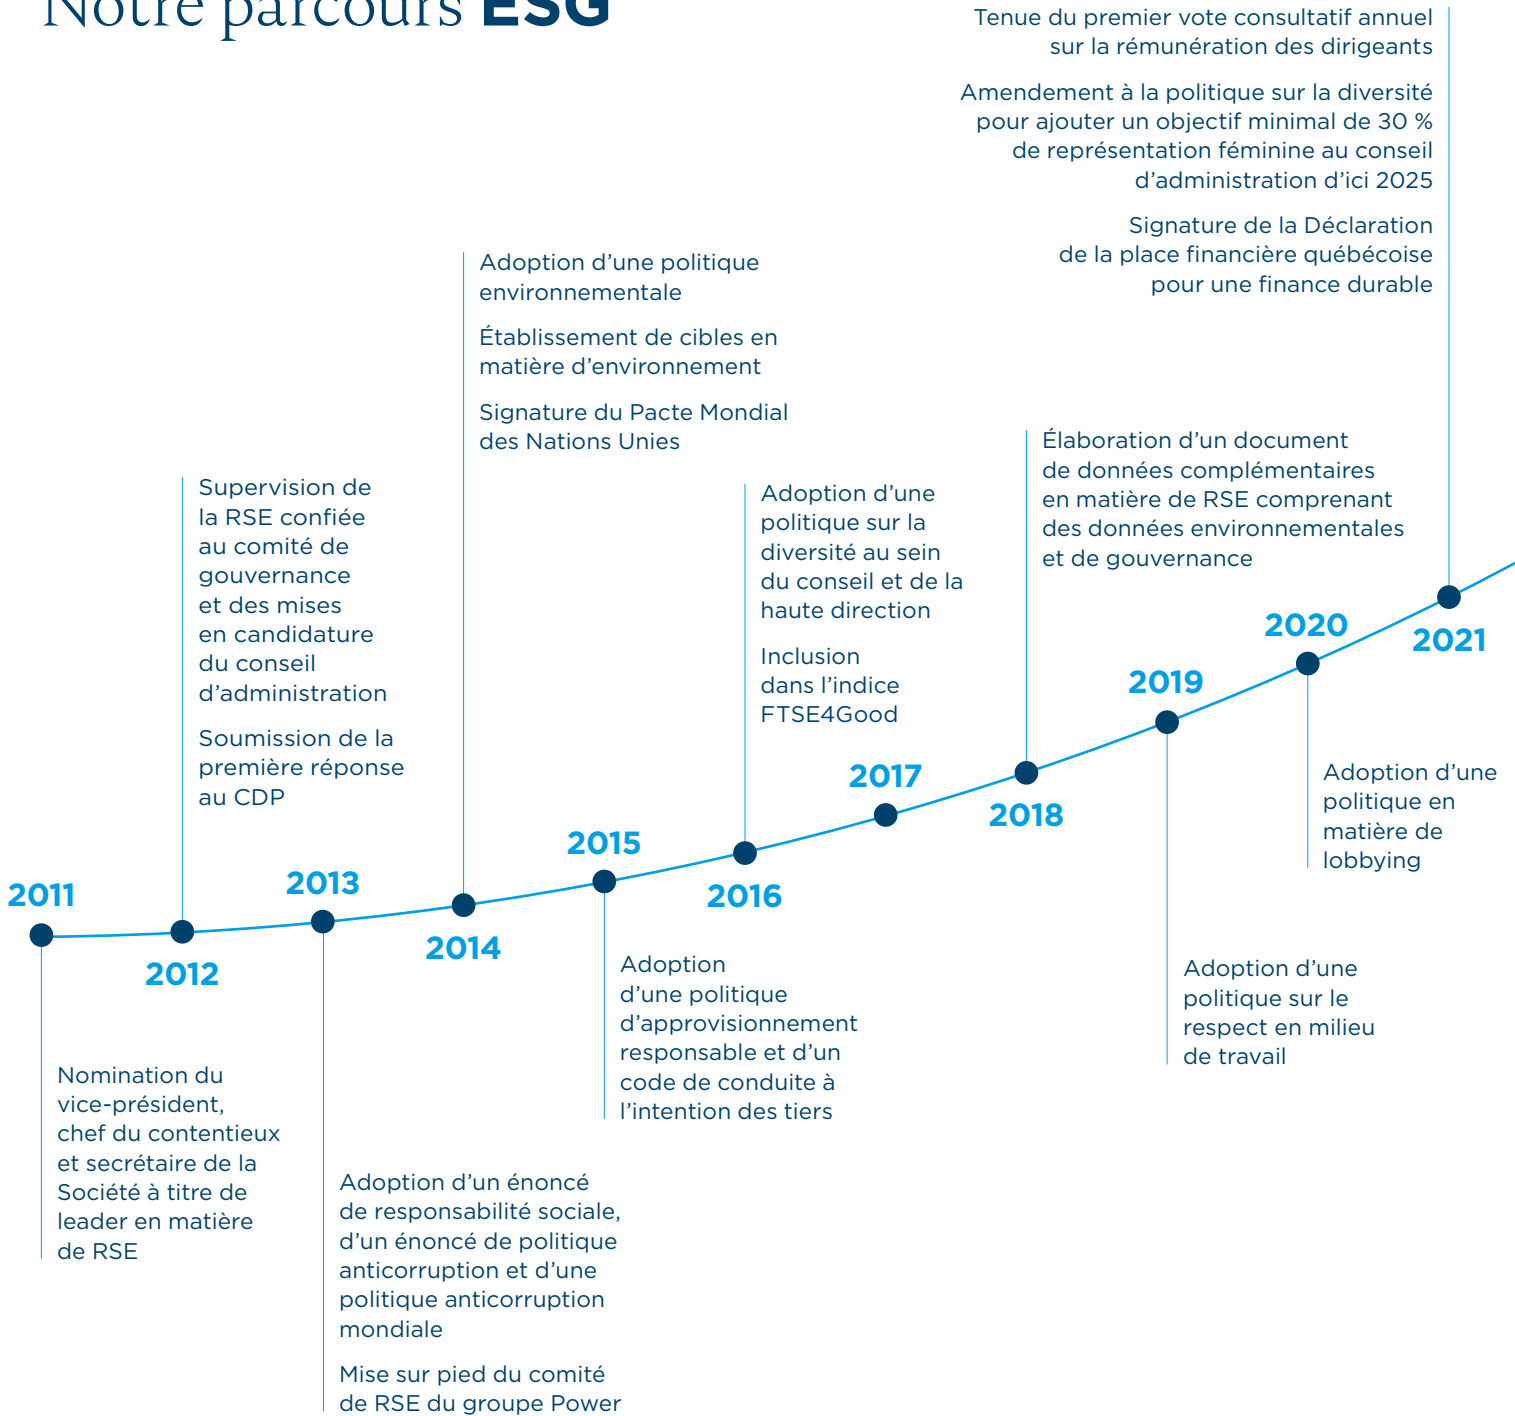 Notre parcours ESG
2011
Nomination du
vice-président,
chef du contentieux
et secrétaire de la
Société à titre de
leader en matière
de RSE
2012
Supervision de
la RSE confiée
au comité de
gouvernance
et des mises
en candidature
du conseil
d'administration
Soumission de la
première réponse
au CDP
2013
Adoption d'un énoncé
de responsabilité sociale,
d'un énoncé de politique
anticorruption et d'une
politique anticorruption
mondiale
Mise sur pied du comité
de RSE du groupe Power
2014
Adoption d'une politique
environnementale
Établissement de cibles en
matière d'environnement
Signature du Pacte Mondial
des Nations Unies
2015
Adoption
d'une politique
d'approvisionnement
responsable et d'un
code de conduite à
l'intention des tiers
2016
Adoption d'une
politique sur la
diversité au sein
du conseil et de la
haute direction
Inclusion
dans l'indice
FTSE4Good
2017
2018
Élaboration d'un document
de données complémentaires
en matière de RSE comprenant
des données environnementales
et de gouvernance
2019
Adoption d'une
politique sur le
respect en milieu
de travail
2020
Adoption d'une
politique en
matière de
lobbying
2021
Tenue du premier vote consultatif annuel
sur la rémunération des dirigeants
Amendement à la politique sur la diversité
pour ajouter un objectif minimal de 30 %
de représentation féminine au conseil
d'administration d'ici 2025
Signature de la Déclaration
de la place financière québécoise
pour une finance durable